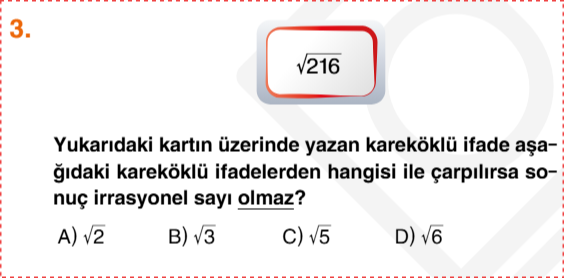 3.
√216
Yukarıdaki kartın üzerinde yazan kareköklü ifade aşa-
ğıdaki kareköklü ifadelerden hangisi ile çarpılırsa so-
nuç irrasyonel sayı olmaz?
A) √2 B) √3 C) √5 D) √6